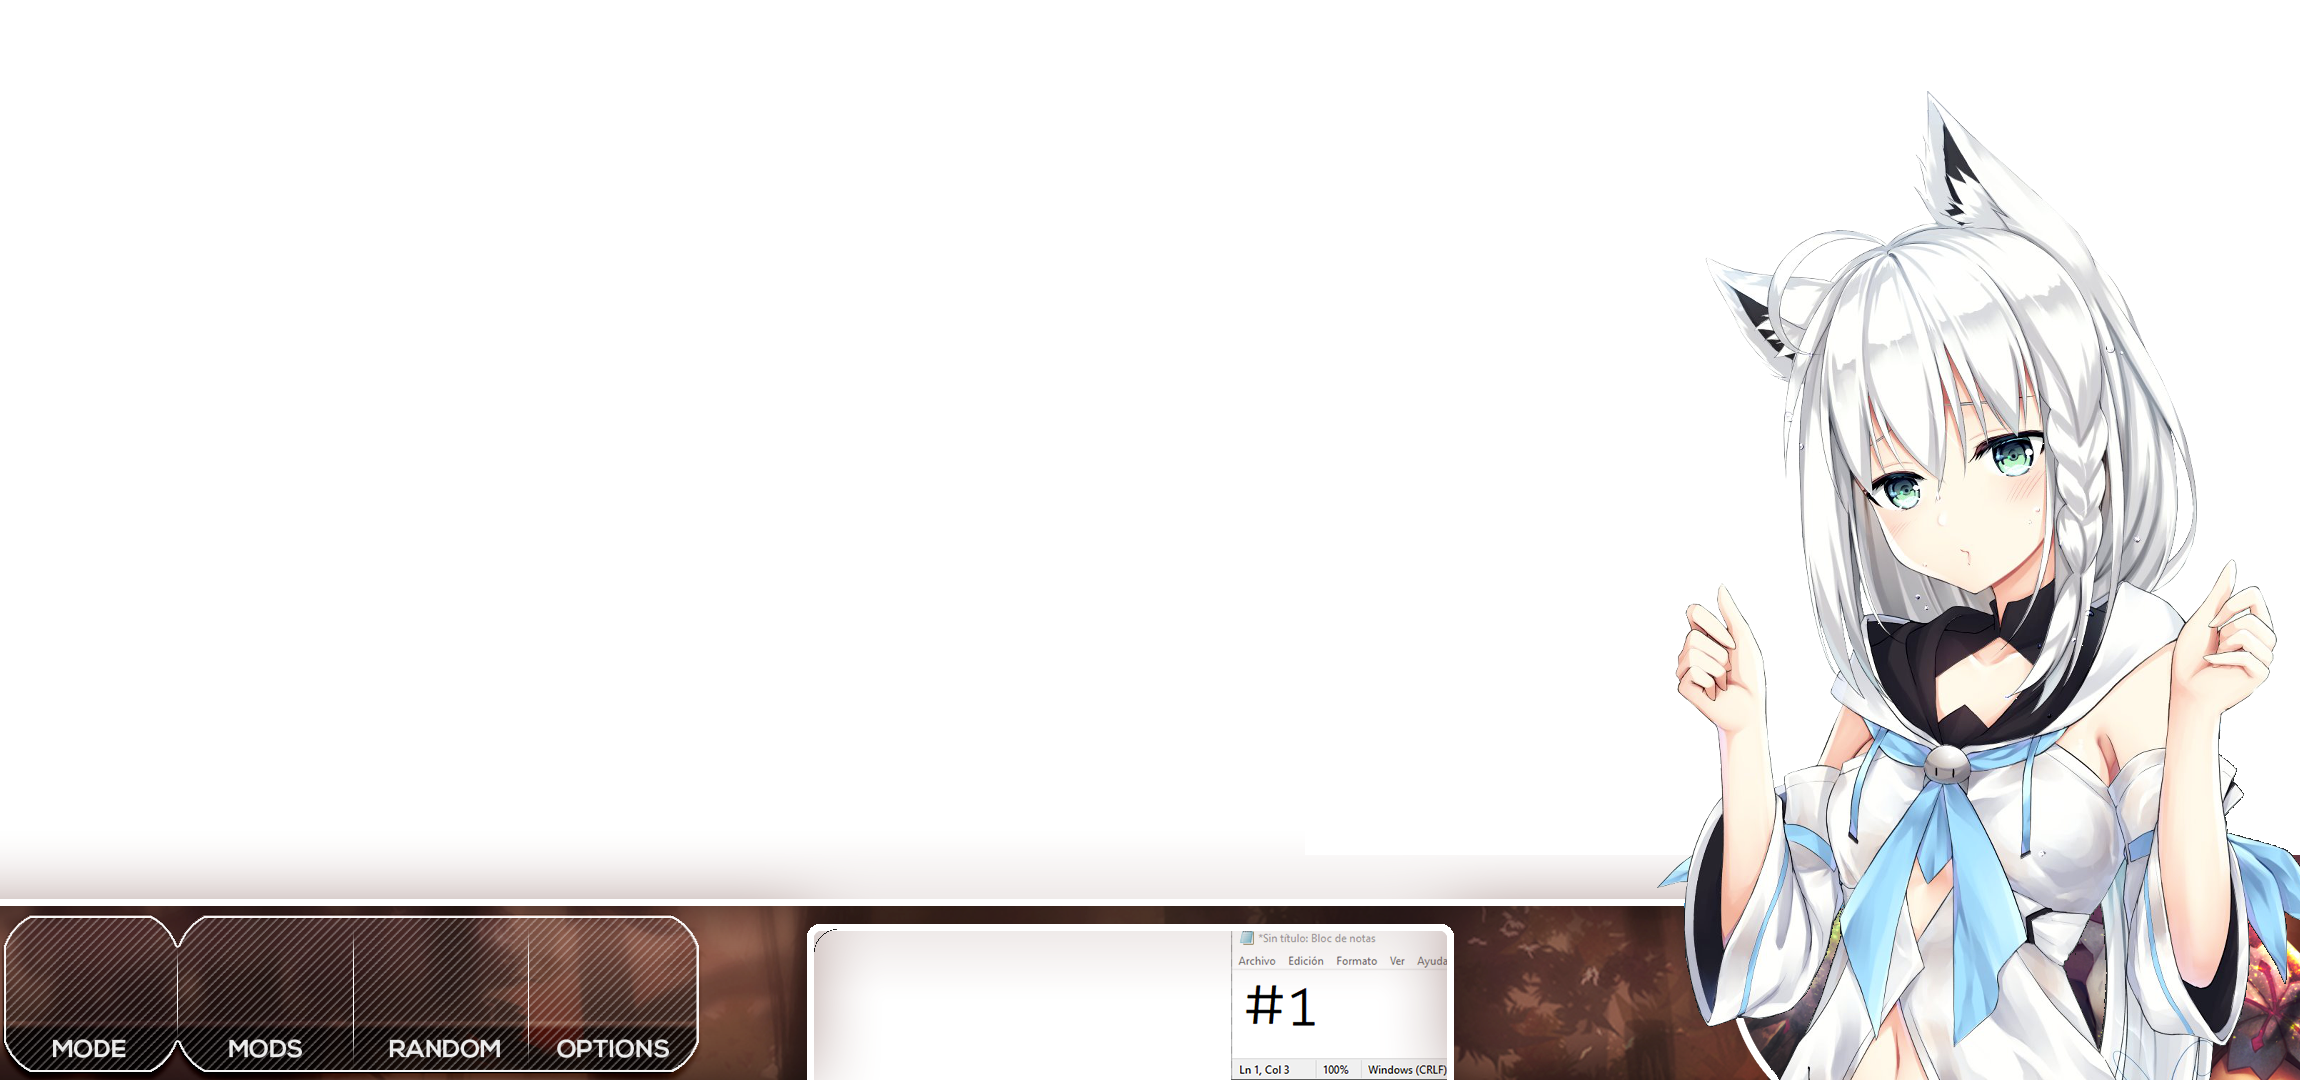 MODE MODS RANDOM OPTIONS
*Sin título: Bloc de notas
Archivo Edición Formato Ver Ayuda
#1
Ln 1, Col 3 100% Windows (CRLF)